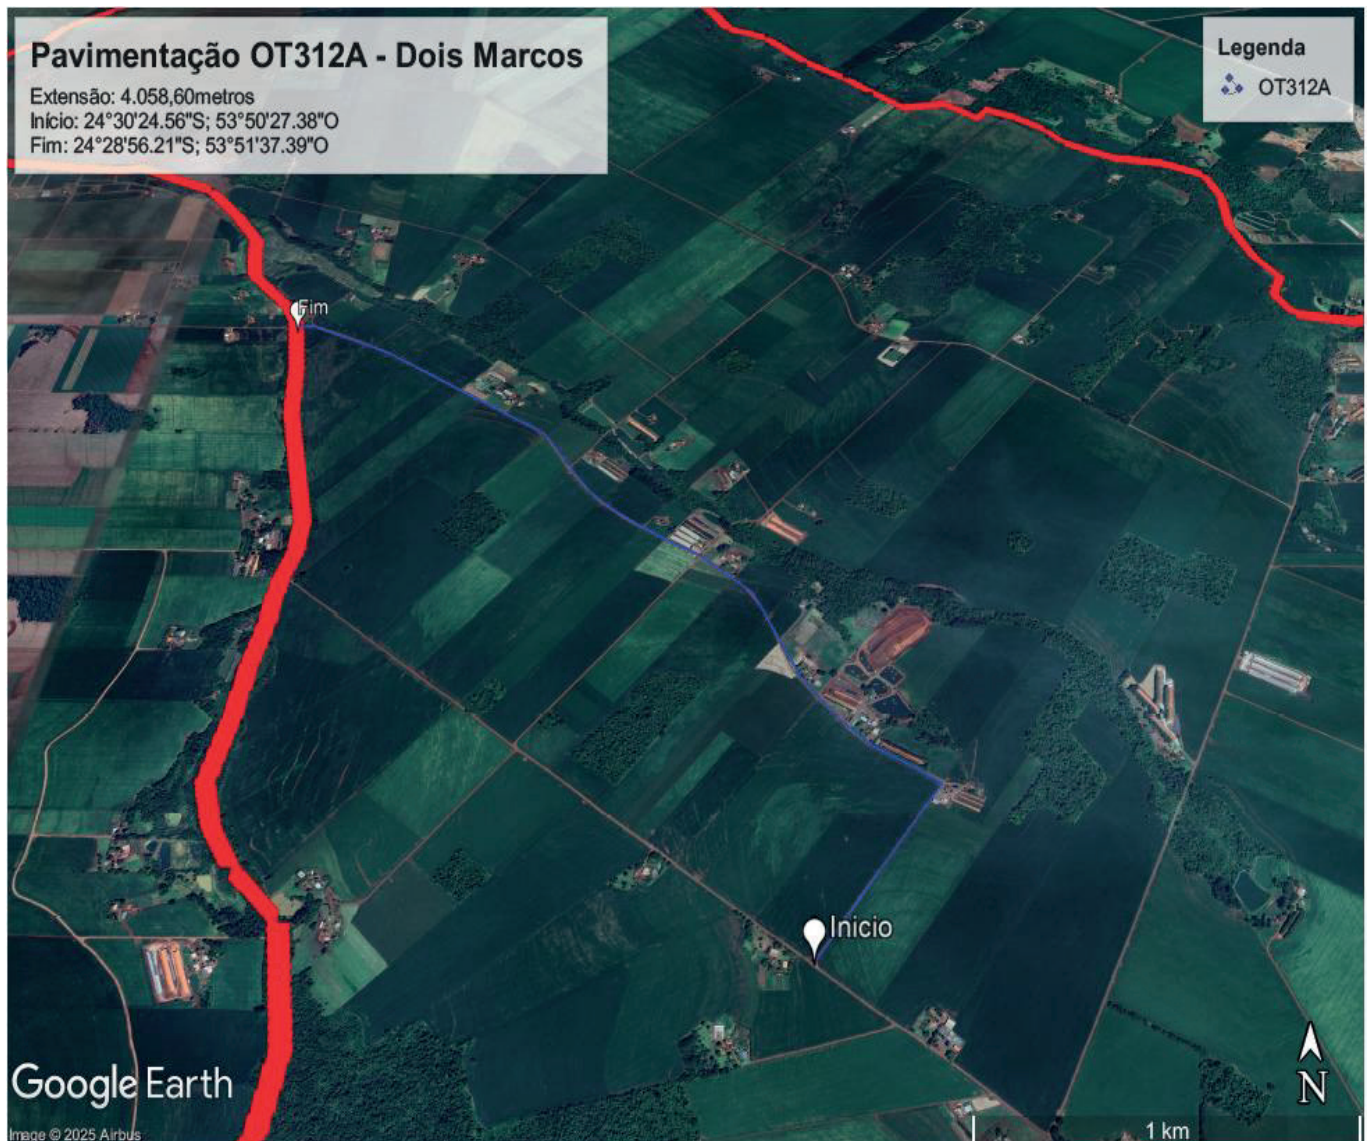 Pavimentação OT312A - Dois Marcos
Extensão: 4.058,60metros
Início: 24°30'24.56"S; 53°50'27.38"O
Fim: 24°28'56.21"S; 53°51'37.39"O
Legenda
OT312A
Fim
Inicio
N
Google Earth
Image © 2025 Airbus
1 km